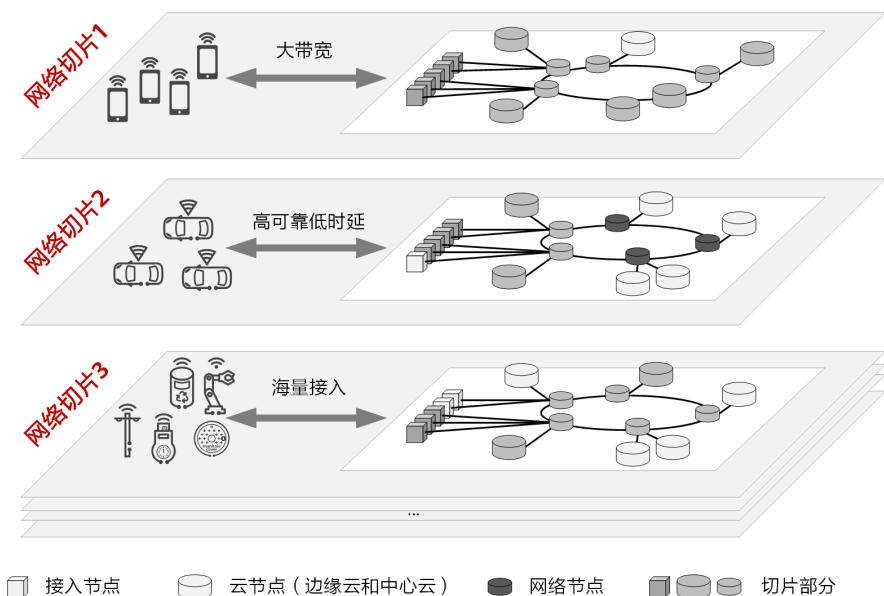 网络切片1
大带宽
网络切片2
高可靠低时延
网络切片3
海量接入
...
接入节点
云节点（边缘云和中心云）
网络节点
切片部分